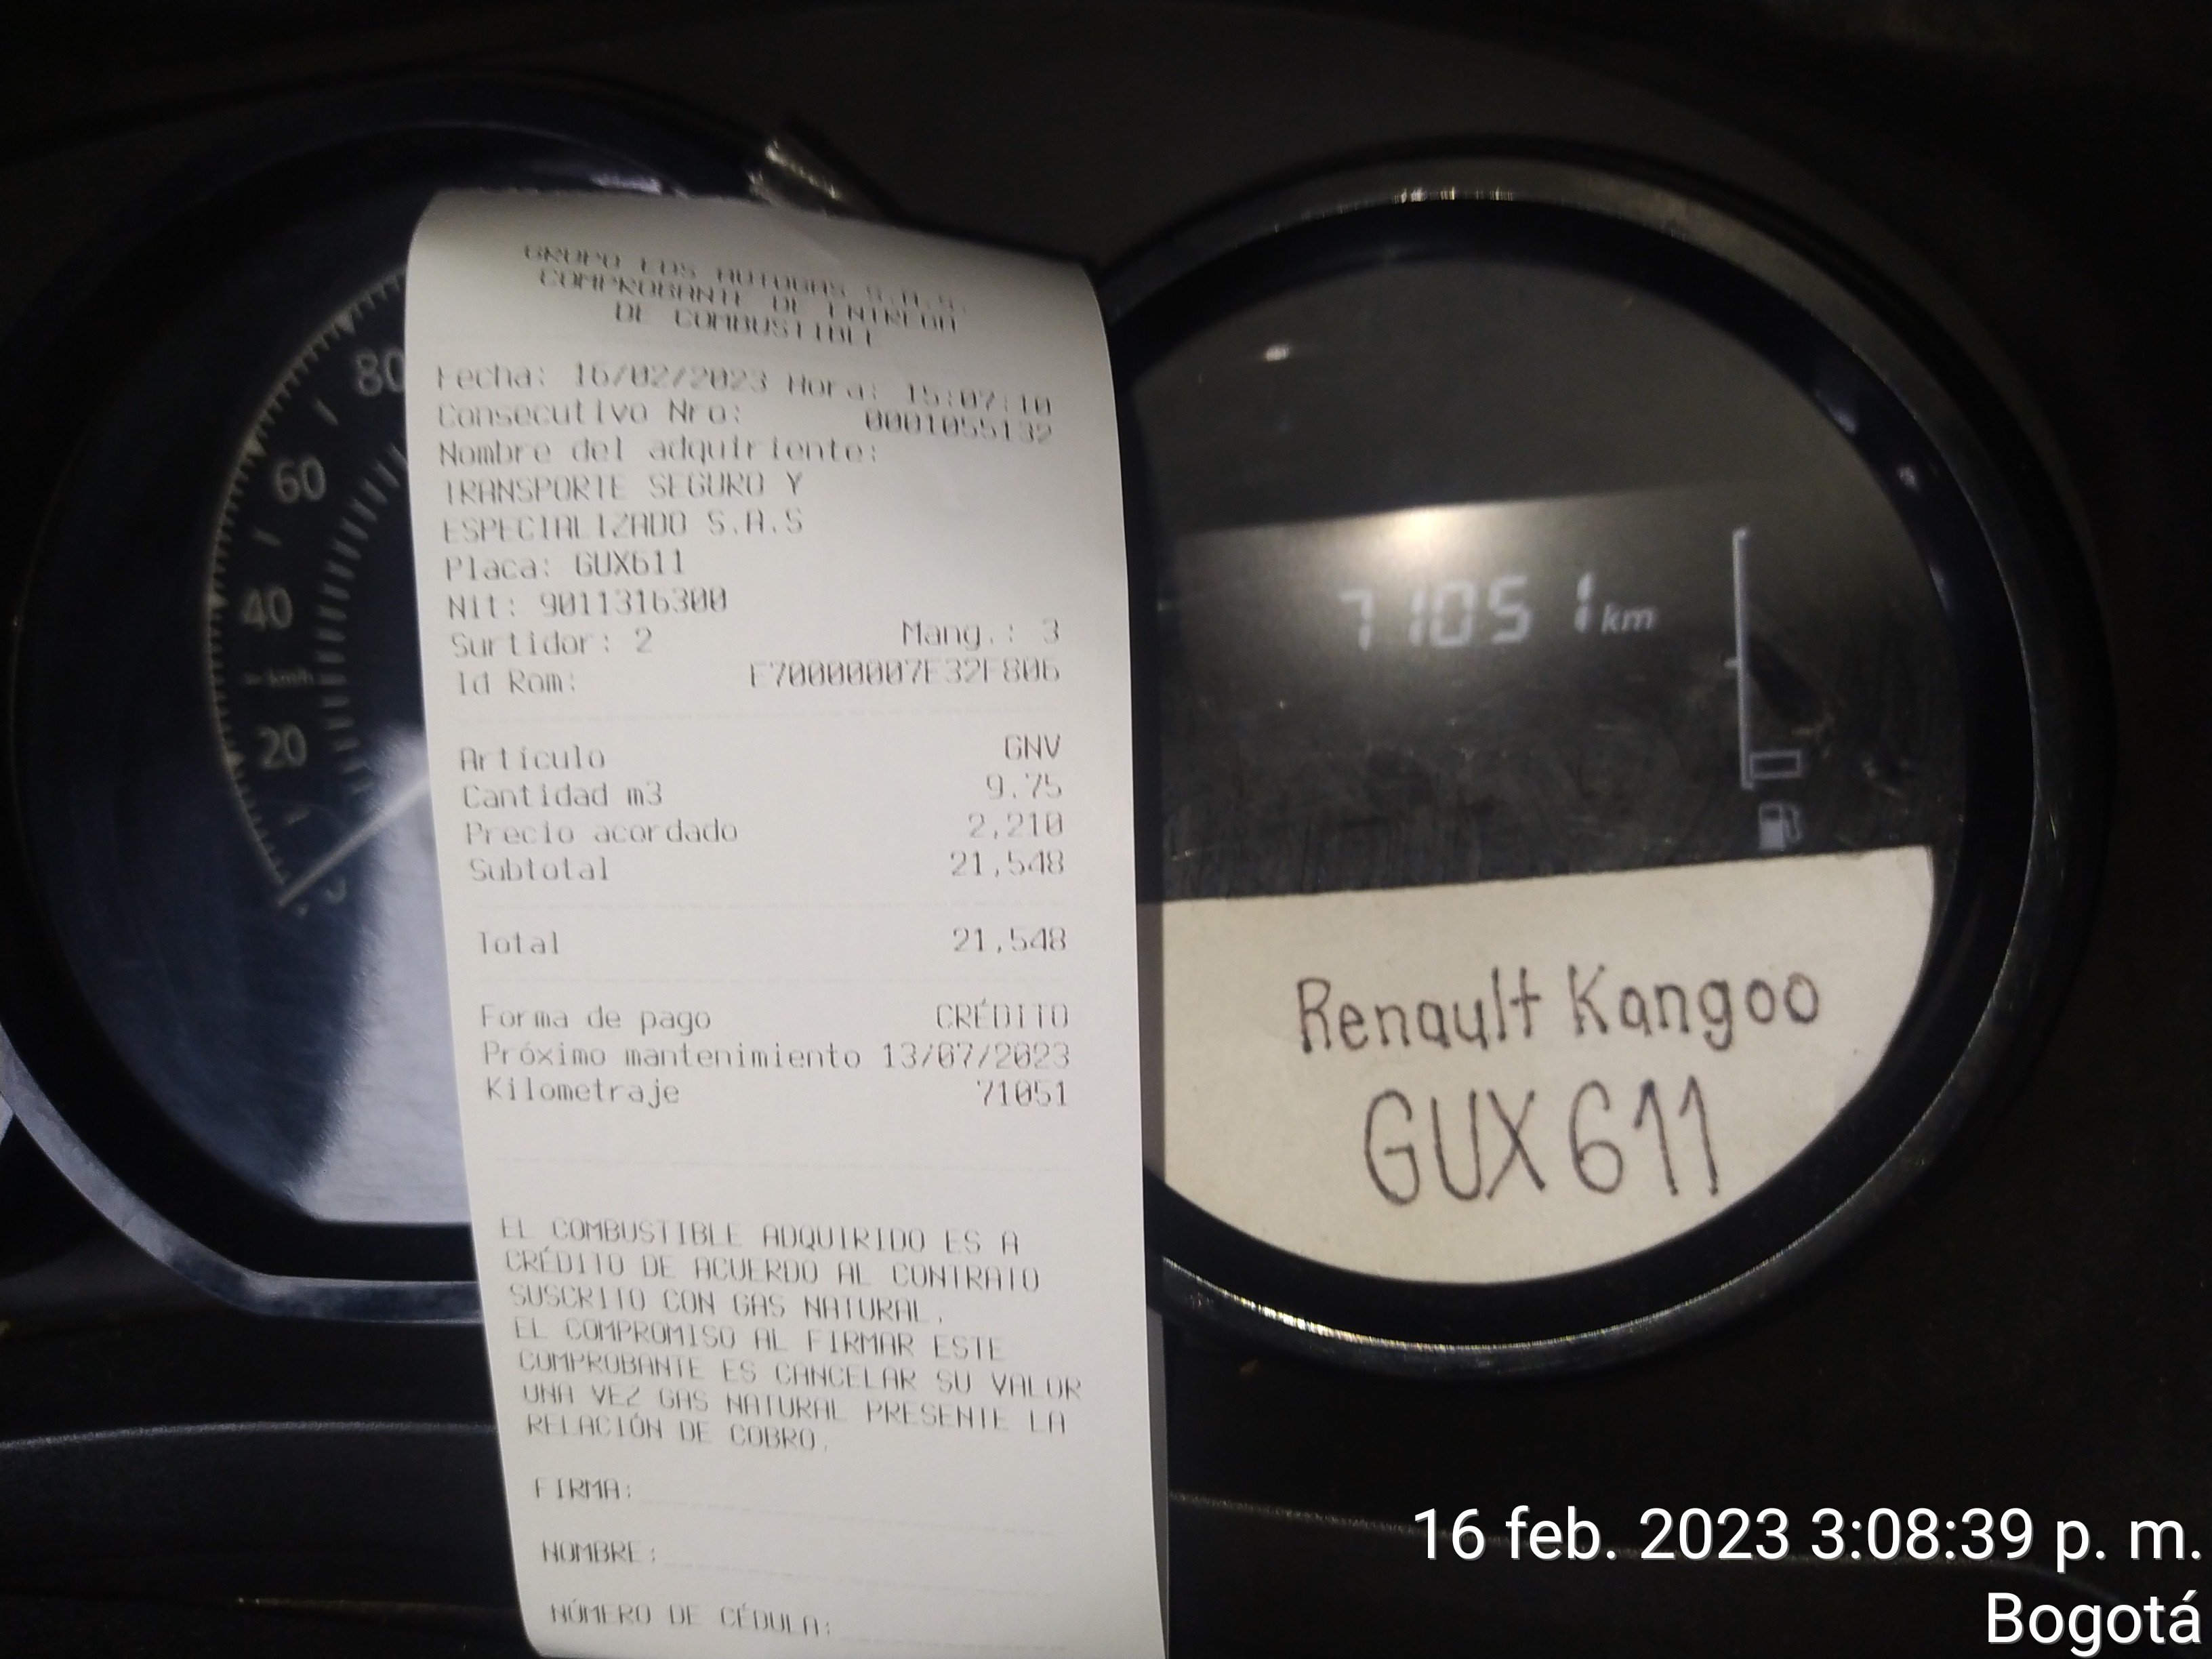 80
60
40
km/h
20
GRUPO EDS AUTOGAS S.A.S.
COMPROBANTE DE ENTREGA
DE COMBUSTIBLE
Fecha: 16/02/2023 Hora: 15:07:10
Consecutivo Nro: 0001055132
Nombre del adquiriente:
TRANSPORTE SEGURO Y
ESPECIALIZADO S.A.S
Placa: GUX611
Nit: 9011316300
Surtidor: 2 Mang.: 3
Id Rom: E70000007E32F806
Artículo GNV
Cantidad m3 9.75
Precio acordado 2,210
Subtotal 21,548
Total 21,548
Forma de pago CRÉDITO
Próximo mantenimiento 13/07/2023
Kilometraje 71051
EL COMBUSTIBLE ADQUIRIDO ES A
CRÉDITO DE ACUERDO AL CONTRATO
SUSCRITO CON GAS NATURAL.
EL COMPROMISO AL FIRMAR ESTE
COMPROBANTE ES CANCELAR SU VALOR
UNA VEZ GAS NATURAL PRESENTE LA
RELACIÓN DE COBRO.
FIRMA:
NOMBRE:
NÚMERO DE CÉDULA:
71051 km
Renault Kangoo
GUX 611
16 feb. 2023 3:08:39 p. m.
Bogotá